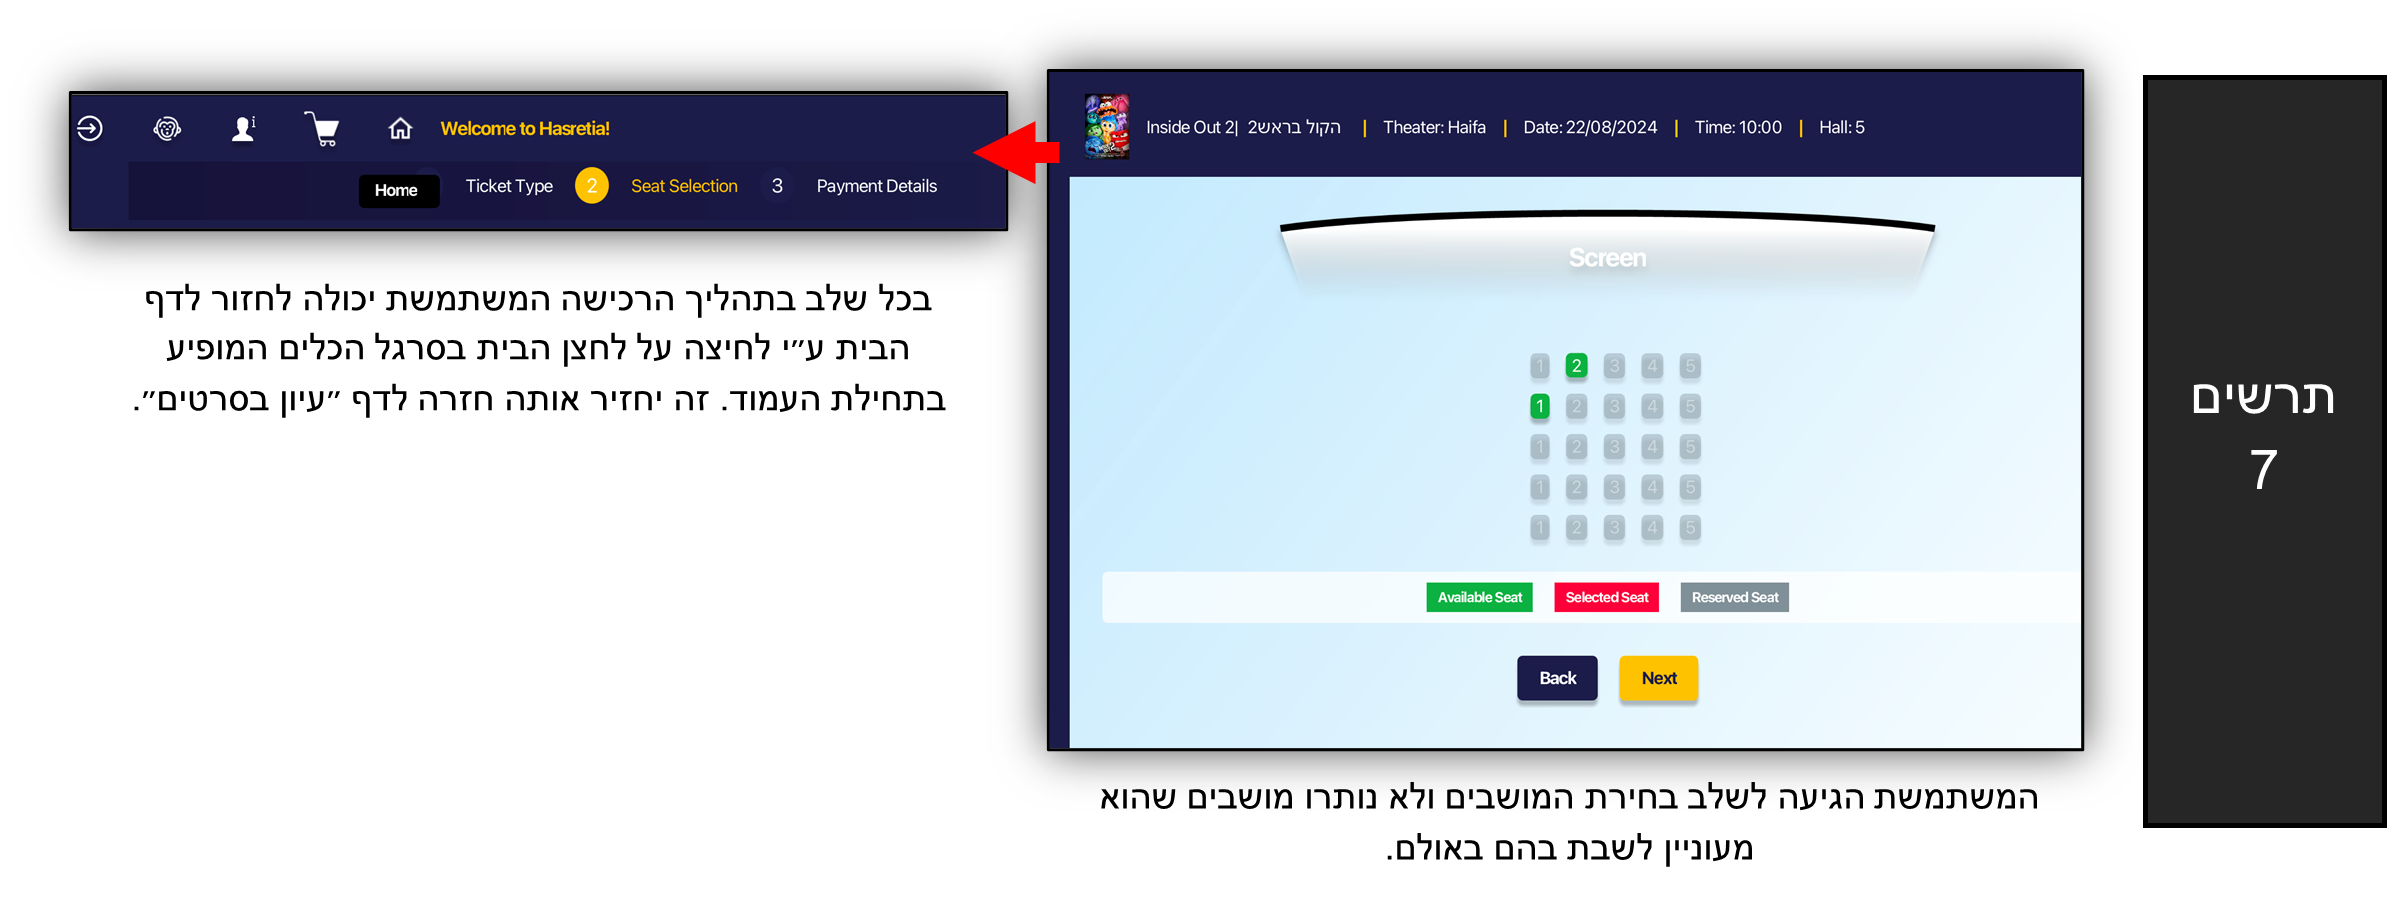 תרשים
7
Inside Out 2| הקול בראש2 | Theater: Haifa | Date: 22/08/2024 | Time: 10:00 | Hall: 5
Screen
1 2 3 4 5
1 2 3 4 5
1 2 3 4 5
1 2 3 4 5
1 2 3 4 5
Available Seat Selected Seat Reserved Seat
Back Next
המשתמשת הגיעה לשלב בחירת המושבים ולא נותרו מושבים שהוא
מעוניין לשבת בהם באולם.
Welcome to Hasretia!
Home Ticket Type 2 Seat Selection 3 Payment Details
בכל שלב בתהליך הרכישה המשתמשת יכולה לחזור לדף
הבית ע״י לחיצה על לחצן הבית בסרגל הכלים המופיע
בתחילת העמוד. זה יחזיר אותה חזרה לדף ״עיון בסרטים״.